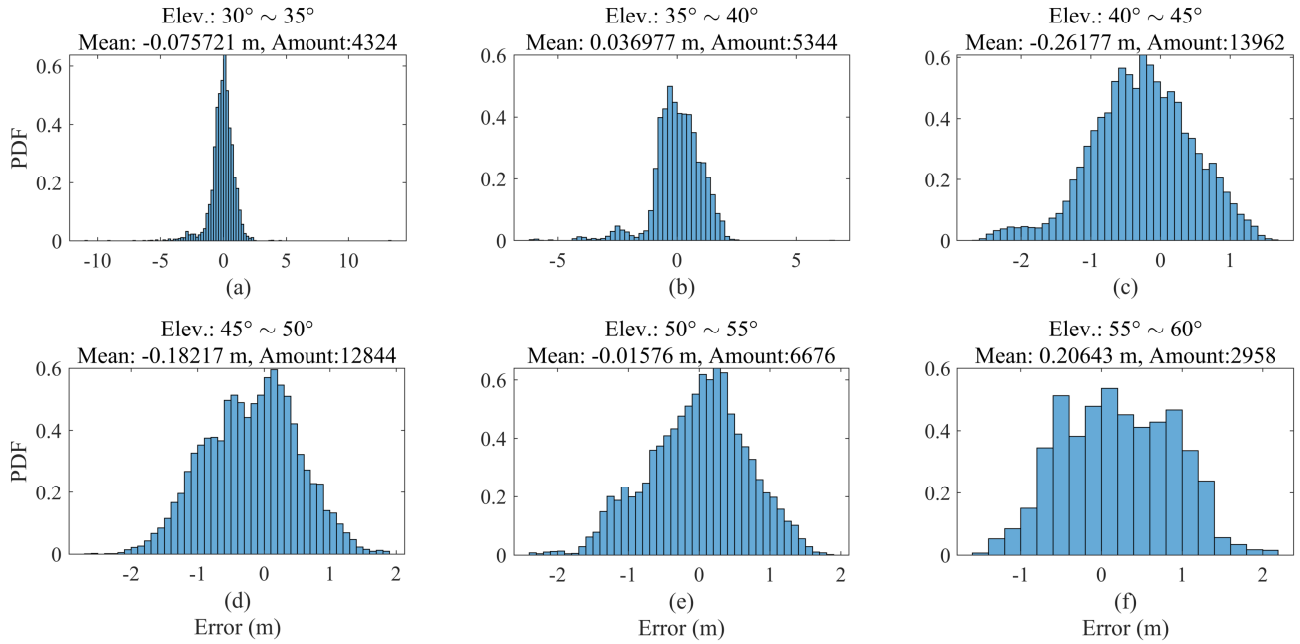 Elev.: 30° ∼ 35°
Mean: -0.075721 m, Amount:4324
0.6
0.4
0.2
0
PDF
-10
-5
0
5
10
(a)
Elev.: 35° ∼ 40°
Mean: 0.036977 m, Amount:5344
0.6
0.4
0.2
0
-5
0
5
(b)
Elev.: 40° ∼ 45°
Mean: -0.26177 m, Amount:13962
0.6
0.4
0.2
0
-2
-1
0
1
(c)
Elev.: 45° ∼ 50°
Mean: -0.18217 m, Amount:12844
0.6
0.4
0.2
0
PDF
-2
-1
0
1
2
(d)
Error (m)
Elev.: 50° ∼ 55°
Mean: -0.01576 m, Amount:6676
0.6
0.4
0.2
0
-2
-1
0
1
2
(e)
Error (m)
Elev.: 55° ∼ 60°
Mean: 0.20643 m, Amount:2958
0.6
0.4
0.2
0
-1
0
1
2
(f)
Error (m)